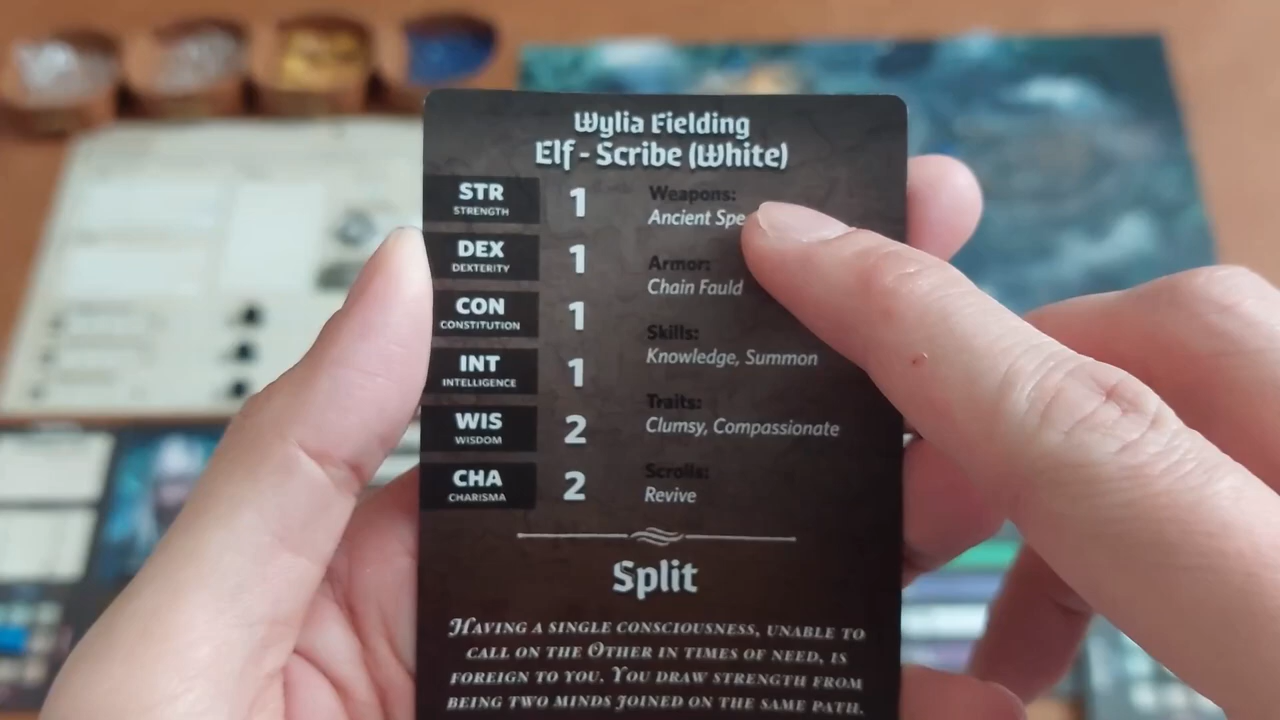 Wylia Fielding
Elf - Scribe (White)
STR
STRENGTH
1
DEX
DEXTERITY
1
CON
CONSTITUTION
1
INT
INTELLIGENCE
1
WIS
WISDOM
2
CHA
CHARISMA
2
Weapons:
Ancient
Armor:
Chain Fauld
Skills:
Knowledge, Summon
Traits:
Clumsy, Compassionate
Scrolls:
Revive
Split
HAVING A SINGLE CONSCIOUSNESS, UNABLE TO
CALL ON THE OTHER IN TIMES OF NEED, IS
FOREIGN TO YOU. YOU DRAW STRENGTH FROM
BEING TWO MINDS JOINED ON THE SAME PATH.